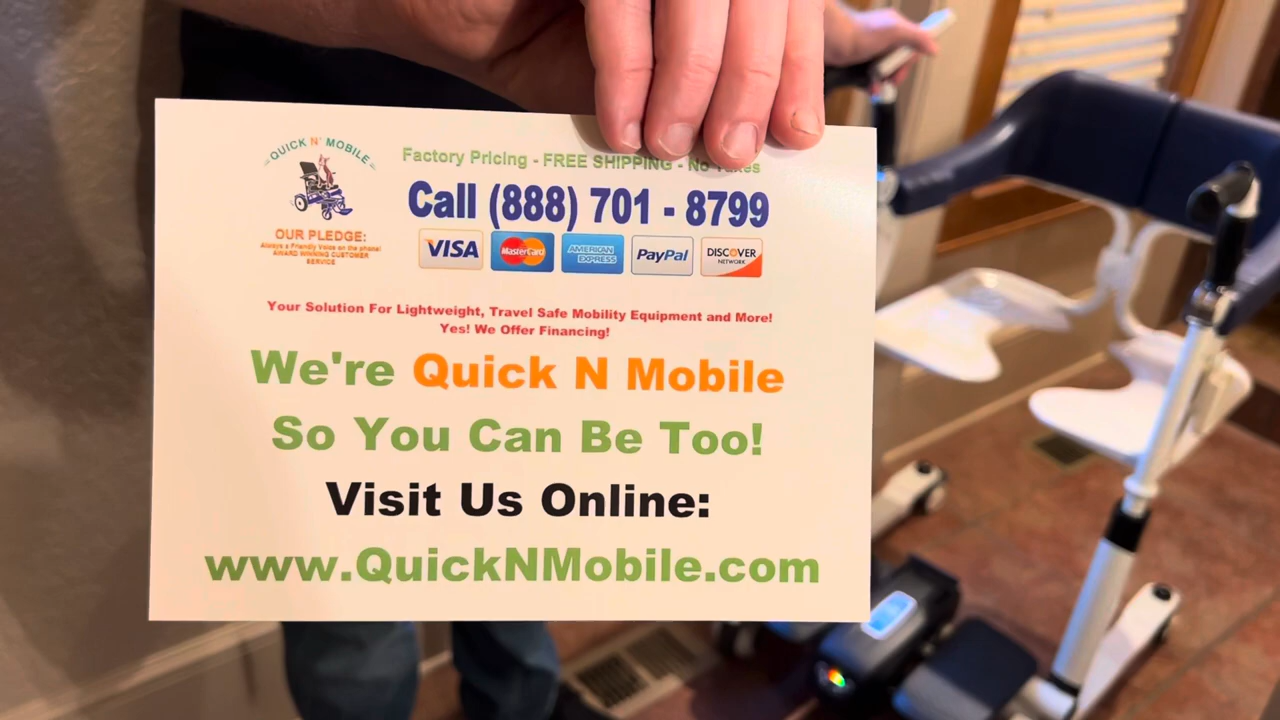 QUICK N' MOBILE
OUR PLEDGE:
Always a Friendly Voice on the phone!
AWARD WINNING CUSTOMER
SERVICE
Factory Pricing - FREE SHIPPING - No Taxes
Call (888) 701 - 8799
VISA
MasterCard
AMERICAN
EXPRESS
PayPal
DISCOVER
NETWORK
Your Solution For Lightweight, Travel Safe Mobility Equipment and More!
Yes! We Offer Financing!
We're Quick N Mobile
So You Can Be Too!
Visit Us Online:
www.QuickNMobile.com